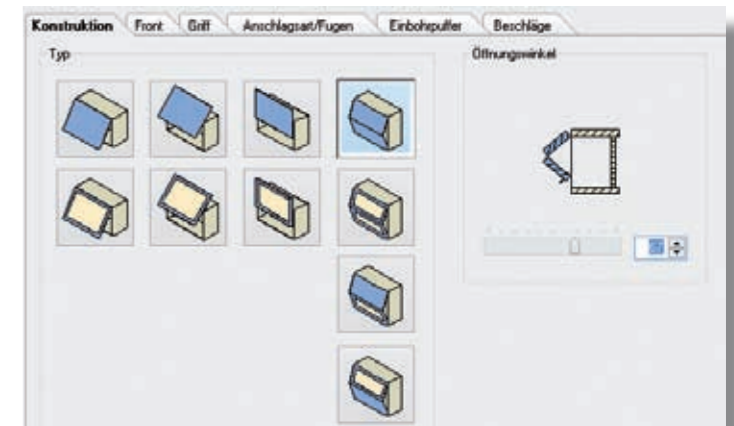 Konstruktion Front Griff Anschlagsart/Fugen Einbohrpuffer Beschläge
Typ Öffnungswinkel